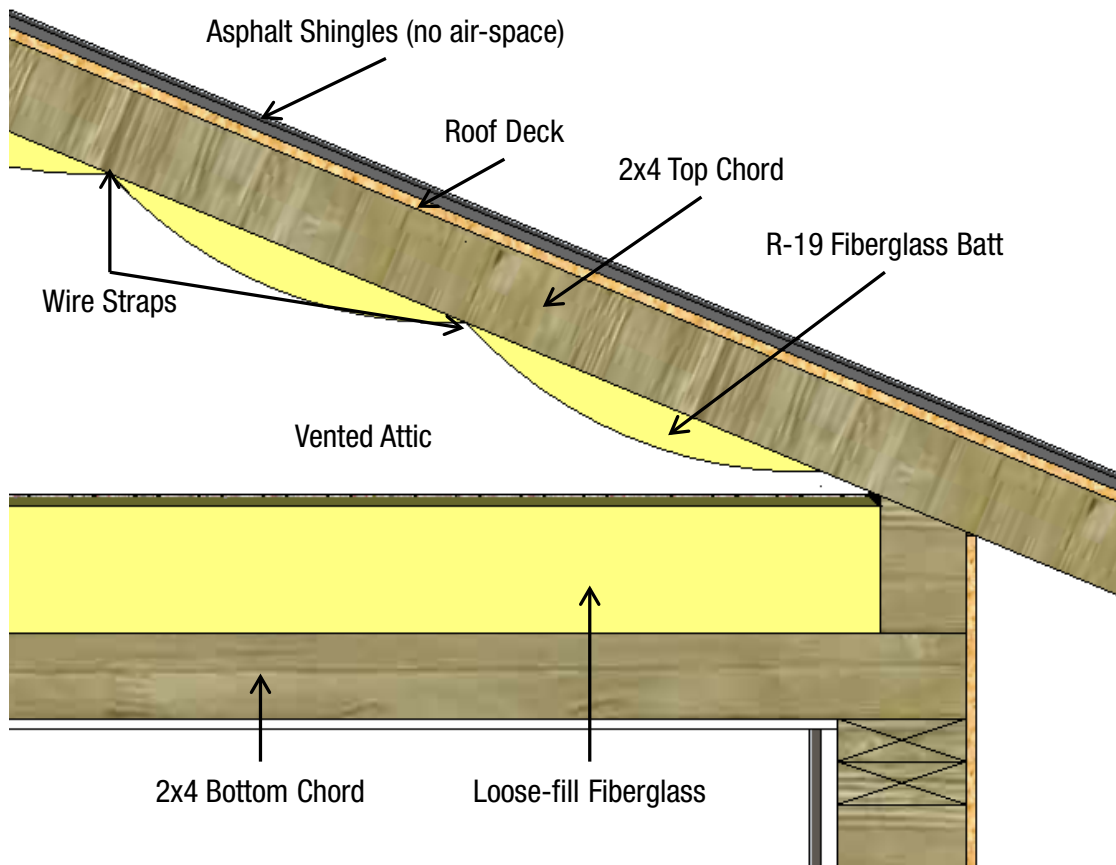 Asphalt Shingles (no air-space)
Roof Deck
2x4 Top Chord
R-19 Fiberglass Batt
Wire Straps
Vented Attic
2x4 Bottom Chord
Loose-fill Fiberglass